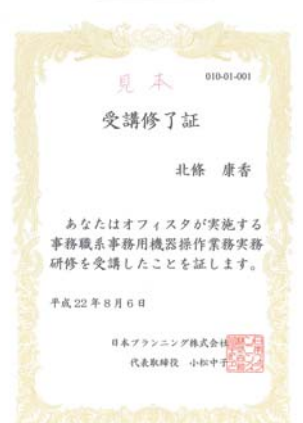 見本
010-01-001
受講修了証
北條 康香
あなたはオフィスタが実施する
事務職系事務用機器操作業務実務
研修を受講したことを証します。
平成22年8月6日
日本プランニング株式会社
代表取締役 小松中子